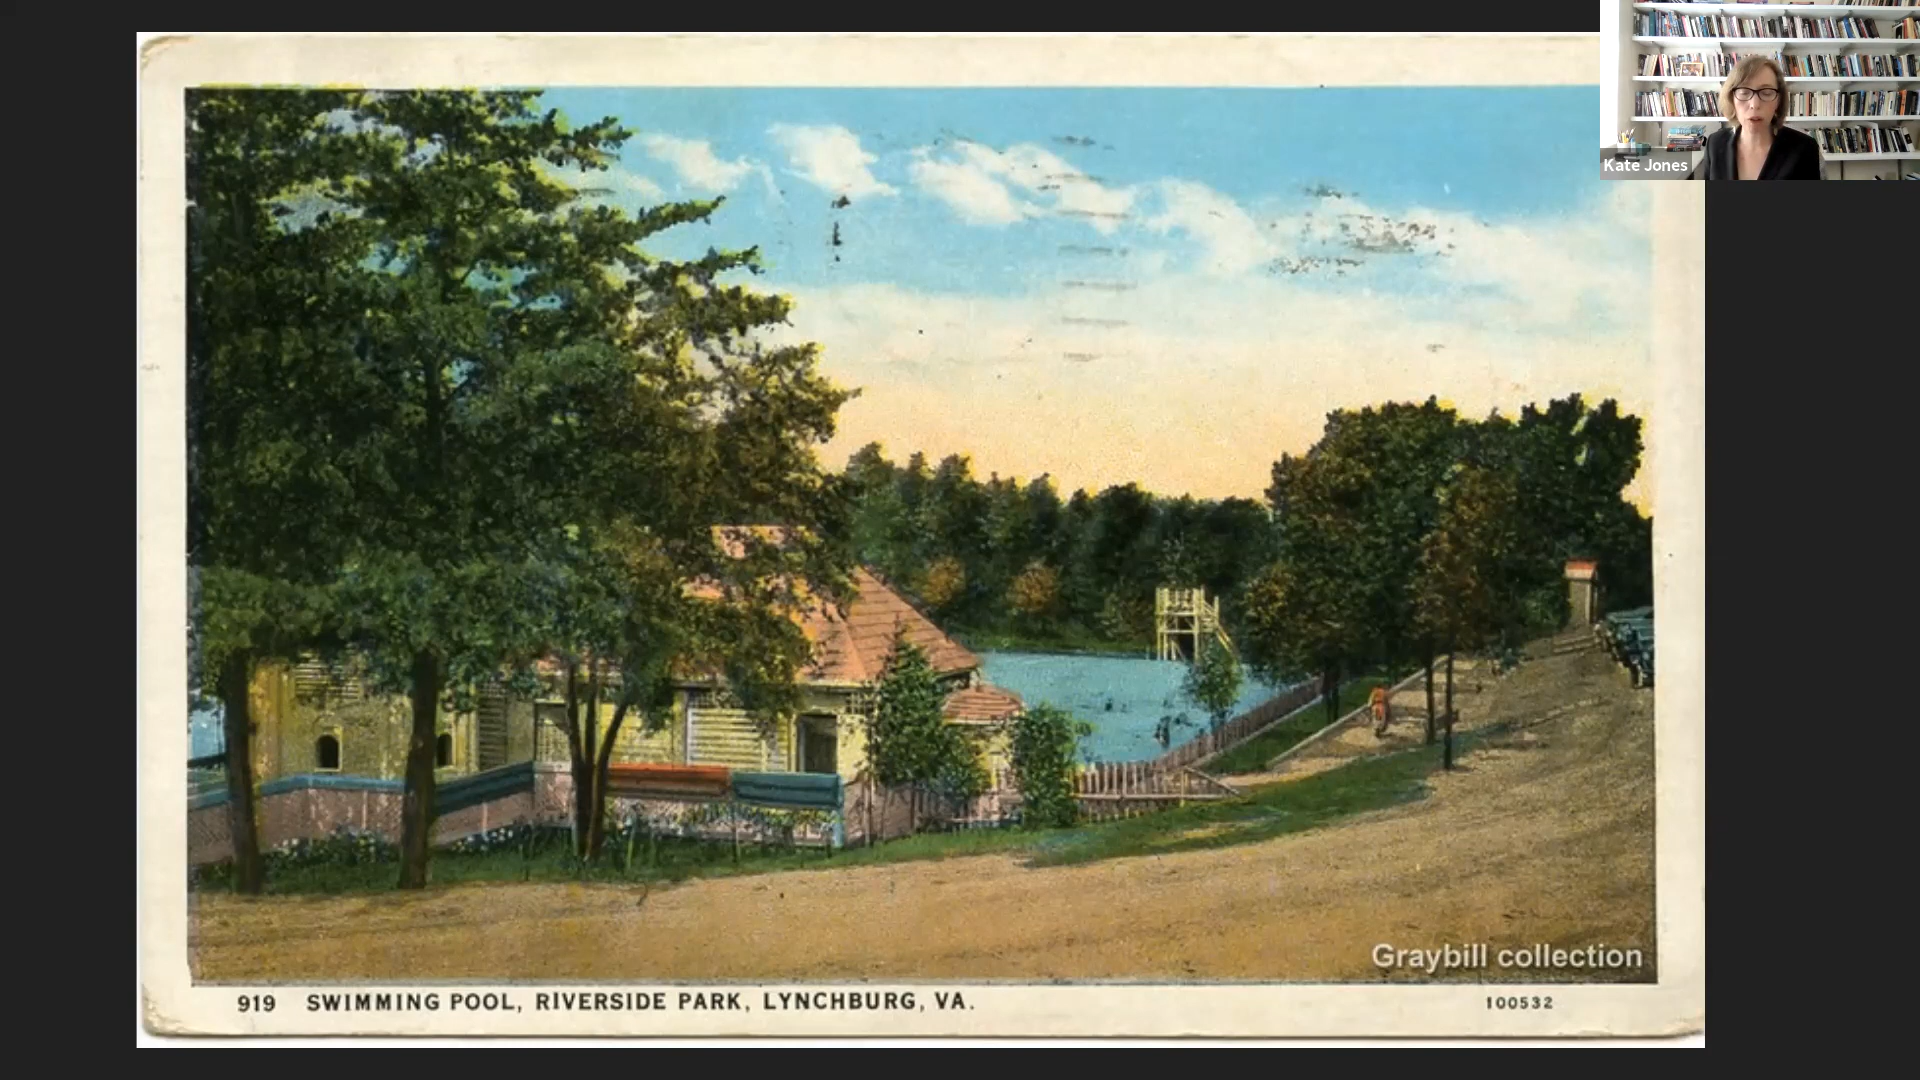 Kate Jones
Graybill collection
919 SWIMMING POOL, RIVERSIDE PARK, LYNCHBURG, VA.
100532